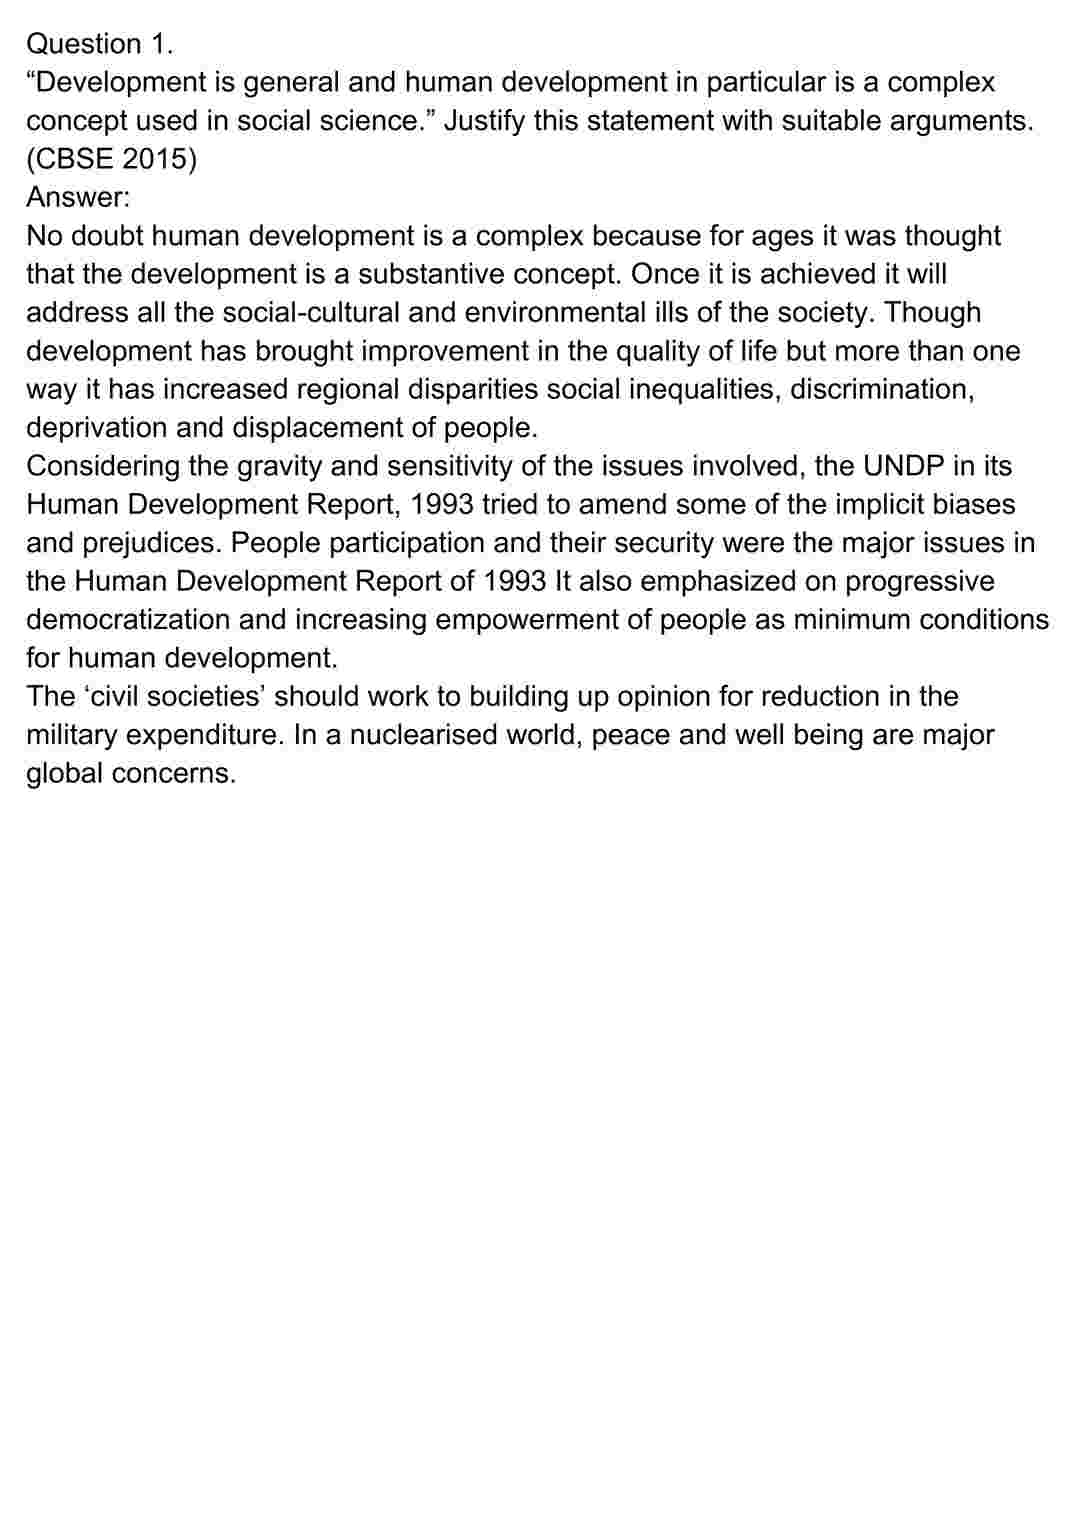 Question 1.
“Development is general and human development in particular is a complex
concept used in social science.” Justify this statement with suitable arguments.
(CBSE 2015)
Answer:
No doubt human development is a complex because for ages it was thought
that the development is a substantive concept. Once it is achieved it will
address all the social-cultural and environmental ills of the society. Though
development has brought improvement in the quality of life but more than one
way it has increased regional disparities social inequalities, discrimination,
deprivation and displacement of people.
Considering the gravity and sensitivity of the issues involved, the UNDP in its
Human Development Report, 1993 tried to amend some of the implicit biases
and prejudices. People participation and their security were the major issues in
the Human Development Report of 1993 It also emphasized on progressive
democratization and increasing empowerment of people as minimum conditions
for human development.
The ‘civil societies’ should work to building up opinion for reduction in the
military expenditure. In a nuclearised world, peace and well being are major
global concerns.